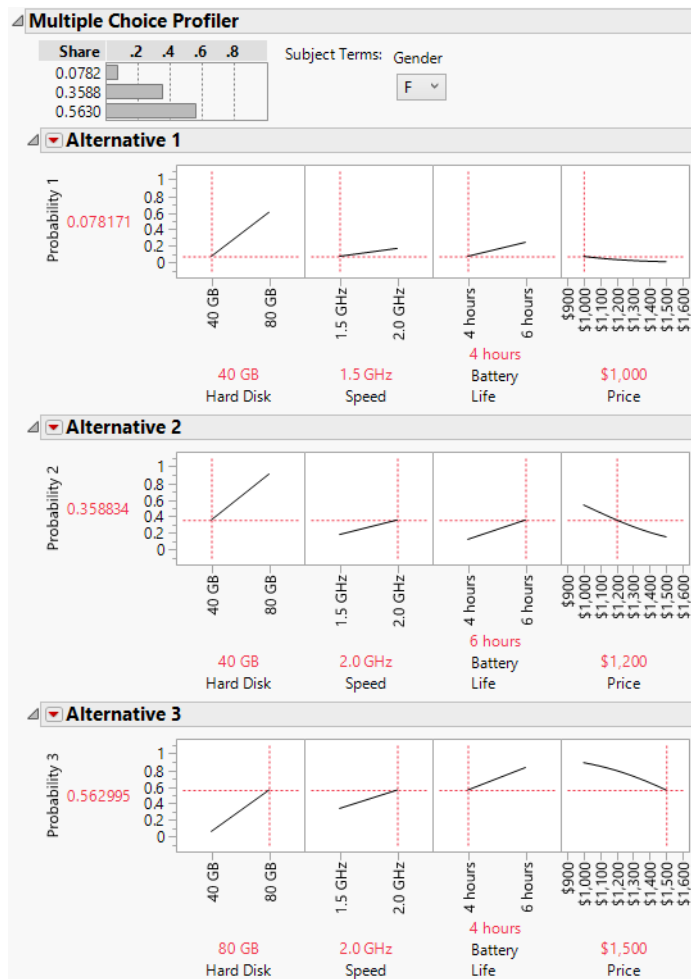 Multiple Choice Profiler
Share .2 .4 .6 .8
0.0782
0.3588
0.5630
Subject Terms: Gender
F
Alternative 1
Probability 1
0.078171
1
0.8
0.6
0.4
0.2
0
40 GB 80 GB 1.5 GHz 2.0 GHz 4 hours 6 hours $900 $1,000 $1,100 $1,200 $1,300 $1,400 $1,500 $1,600
4 hours
40 GB 1.5 GHz Battery $1,000
Hard Disk Speed Life Price
Alternative 2
Probability 2
0.358834
1
0.8
0.6
0.4
0.2
0
40 GB 80 GB 1.5 GHz 2.0 GHz 4 hours 6 hours $900 $1,000 $1,100 $1,200 $1,300 $1,400 $1,500 $1,600
6 hours
40 GB 2.0 GHz Battery $1,200
Hard Disk Speed Life Price
Alternative 3
Probability 3
0.562995
1
0.8
0.6
0.4
0.2
0
40 GB 80 GB 1.5 GHz 2.0 GHz 4 hours 6 hours $900 $1,000 $1,100 $1,200 $1,300 $1,400 $1,500 $1,600
4 hours
80 GB 2.0 GHz Battery $1,500
Hard Disk Speed Life Price